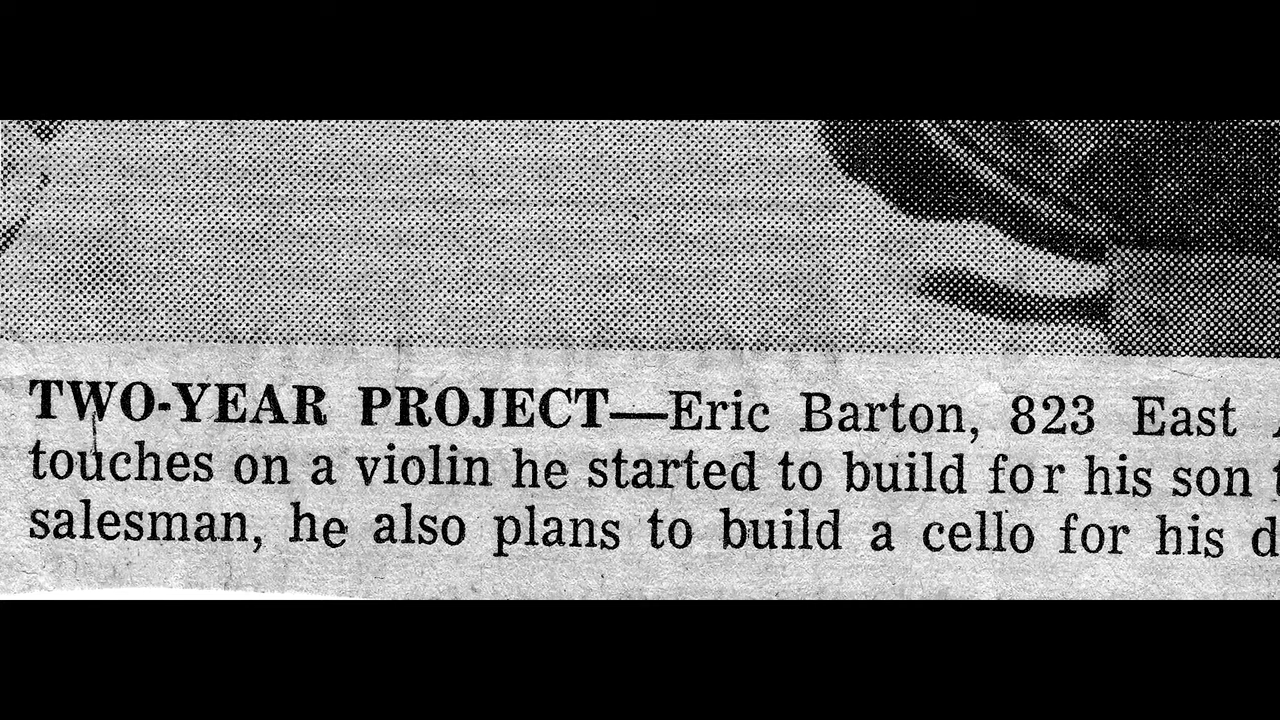 TWO-YEAR PROJECT—Eric Barton, 823 East
touches on a violin he started to build for his son
salesman, he also plans to build a cello for his